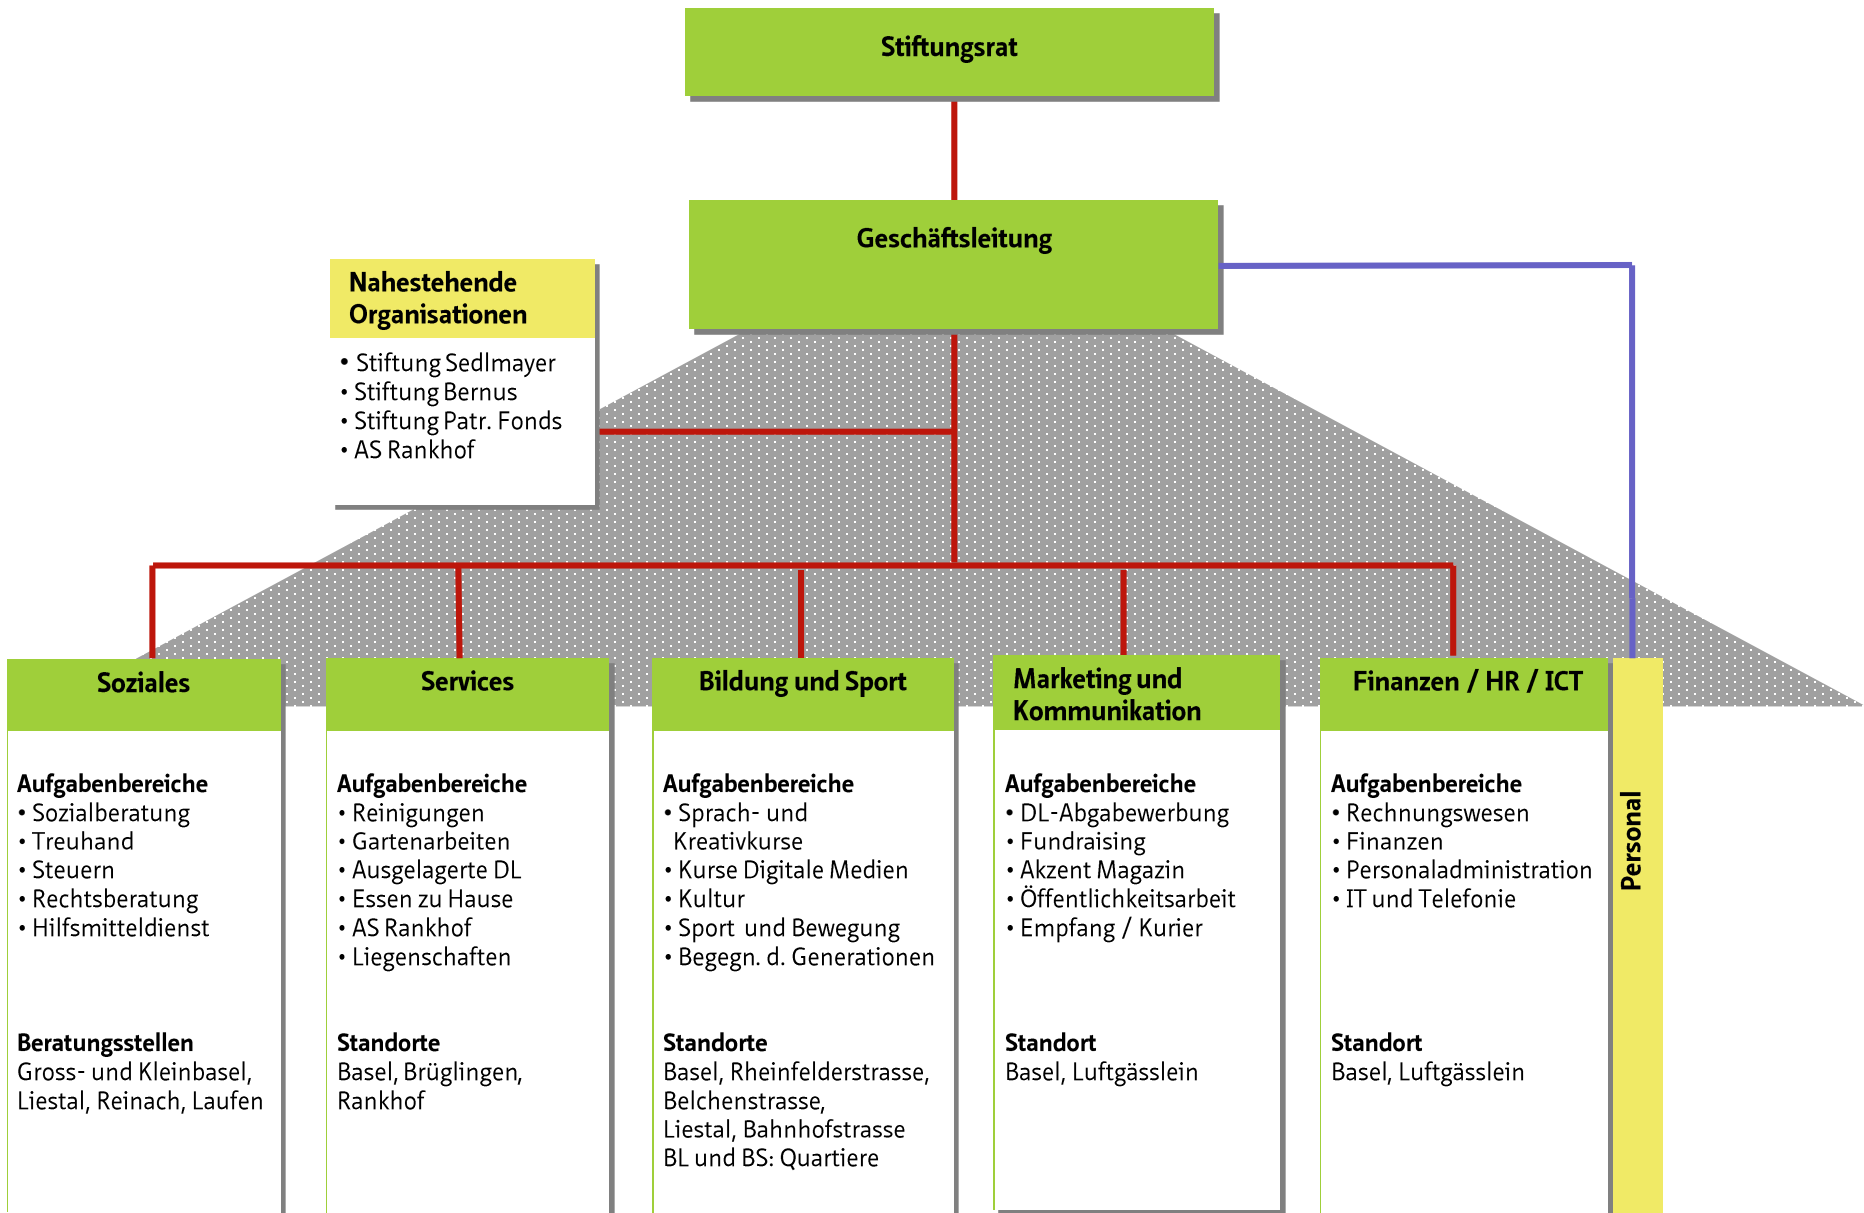 Stiftungsrat
Geschäftsleitung
Nahestehende
Organisationen
• Stiftung Sedlmayer
• Stiftung Bernus
• Stiftung Patr. Fonds
• AS Rankhof
Soziales
Aufgabenbereiche
• Sozialberatung
• Treuhand
• Steuern
• Rechtsberatung
• Hilfsmitteldienst
Beratungsstellen
Gross- und Kleinbasel,
Liestal, Reinach, Laufen
Services
Aufgabenbereiche
• Reinigungen
• Gartenarbeiten
• Ausgelagerte DL
• Essen zu Hause
• AS Rankhof
• Liegenschaften
Standorte
Basel, Brüglingen,
Rankhof
Bildung und Sport
Aufgabenbereiche
• Sprach- und
Kreativkurse
• Kurse Digitale Medien
• Kultur
• Sport und Bewegung
• Begegn. d. Generationen
Standorte
Basel, Rheinfelderstrasse,
Belchenstrasse,
Liestal, Bahnhofstrasse
BL und BS: Quartiere
Marketing und
Kommunikation
Aufgabenbereiche
• DL-Abgabewerbung
• Fundraising
• Akzent Magazin
• Öffentlichkeitsarbeit
• Empfang / Kurier
Standort
Basel, Luftgässlein
Finanzen / HR / ICT
Aufgabenbereiche
• Rechnungswesen
• Finanzen
• Personaladministration
• IT und Telefonie
Standort
Basel, Luftgässlein
Personal